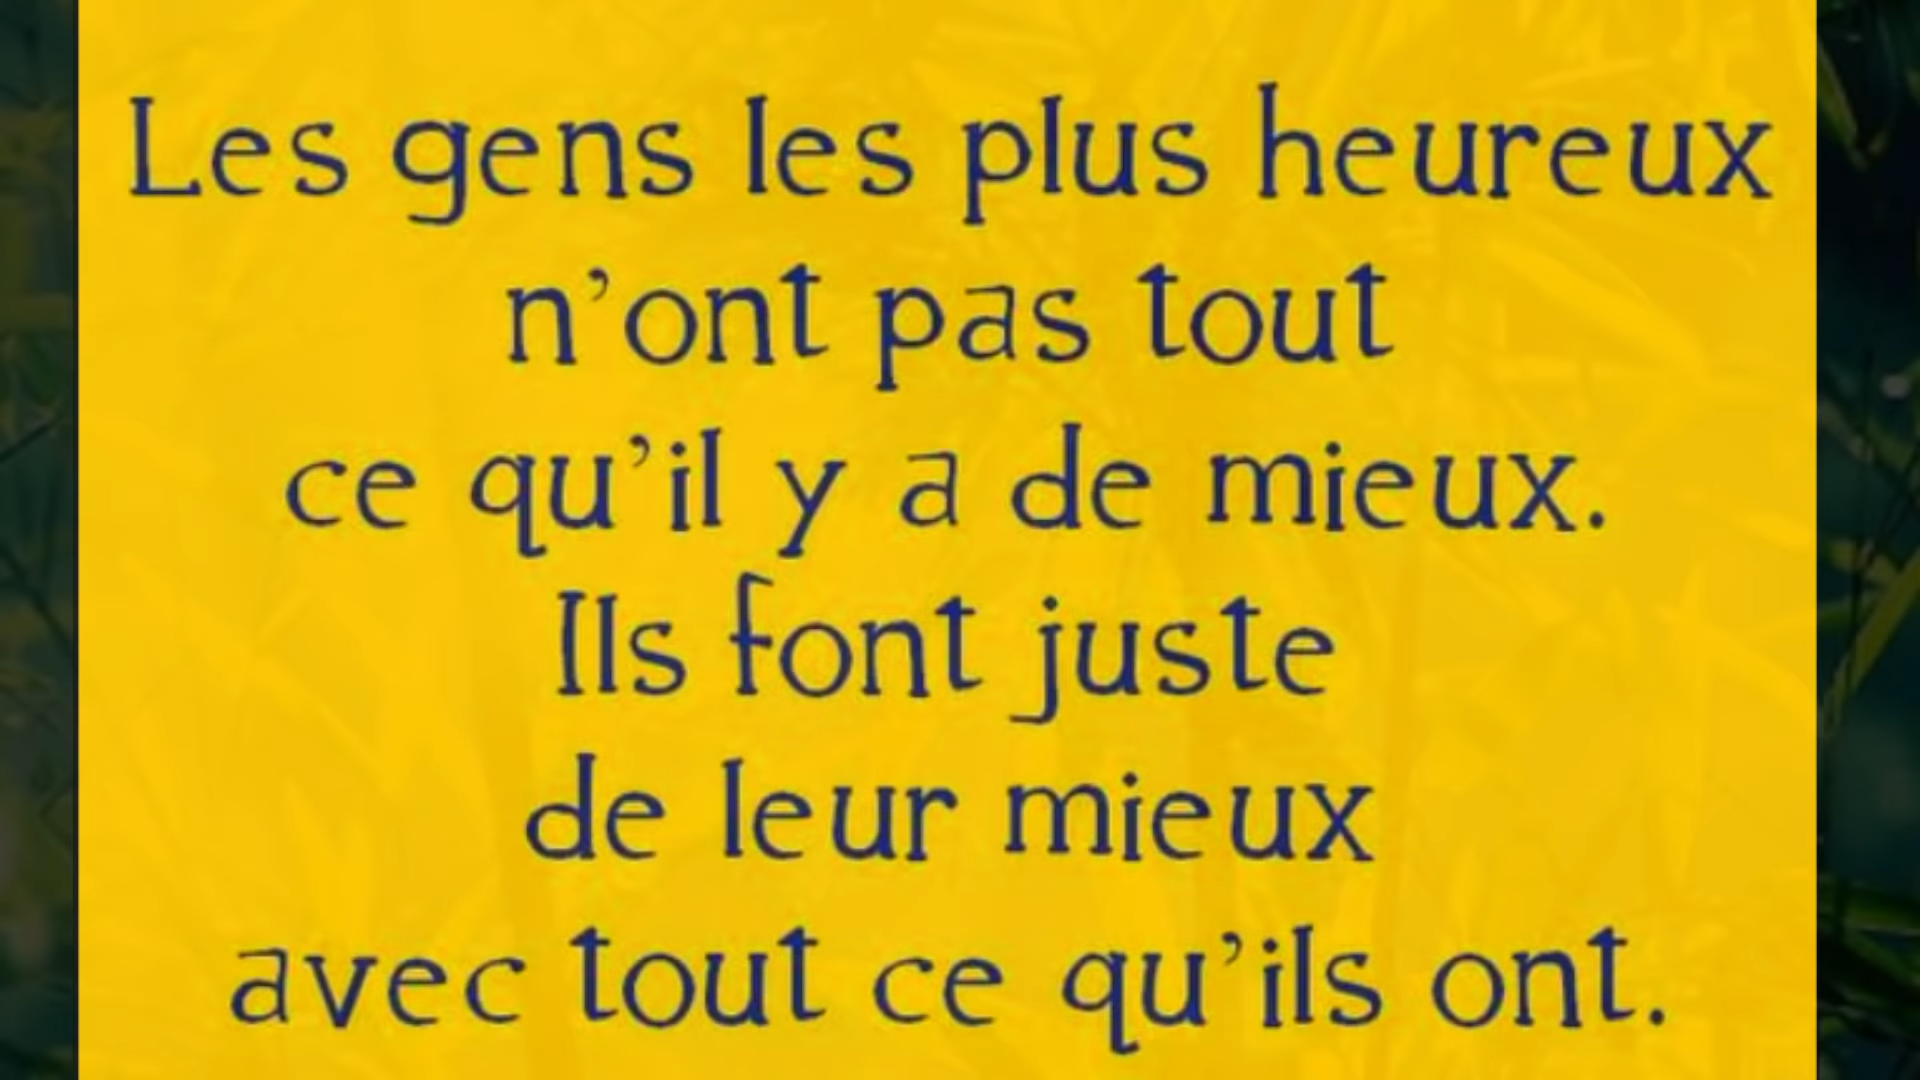 Les gens les plus heureux
n’ont pas tout
ce qu’il y a de mieux.
Ils font juste
de leur mieux
avec tout ce qu’ils ont.